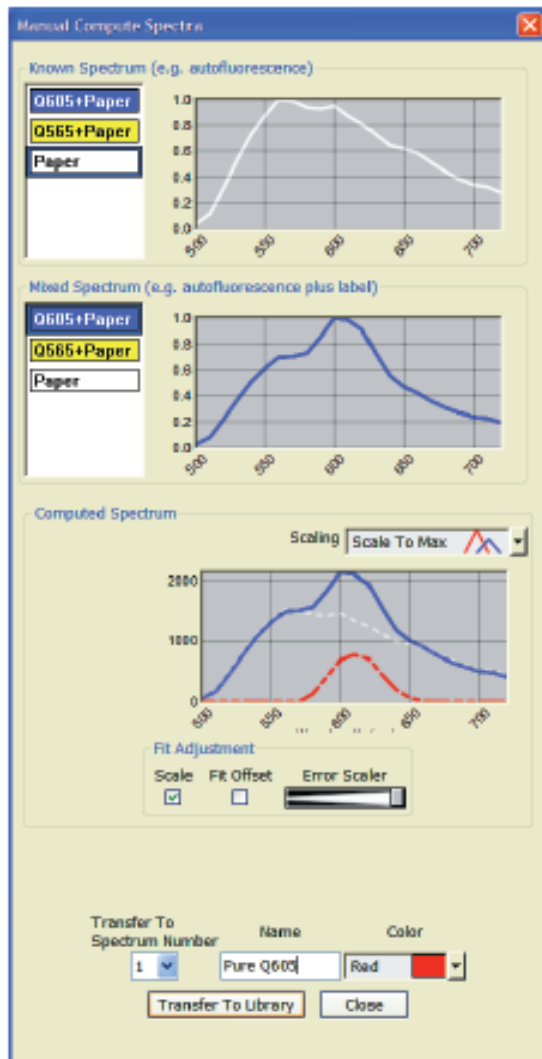 Manual Compute Spectra
Known Spectrum (e.g. autofluorescence)
Q605+Paper
Q565+Paper
Paper
1.0
0.8
0.6
0.4
0.2
0.0
500 550 600 650 700
Mixed Spectrum (e.g. autofluorescence plus label)
Q605+Paper
Q565+Paper
Paper
1.0
0.8
0.6
0.4
0.2
0.0
500 550 600 650 700
Computed Spectrum
Scaling Scale To Max
2000
1000
0
500 550 600 650 700
Fit Adjustment
Scale Fit Offset Error Scaler
Transfer To
Spectrum Number Name Color
1 Pure Q605 Red
Transfer To Library Close